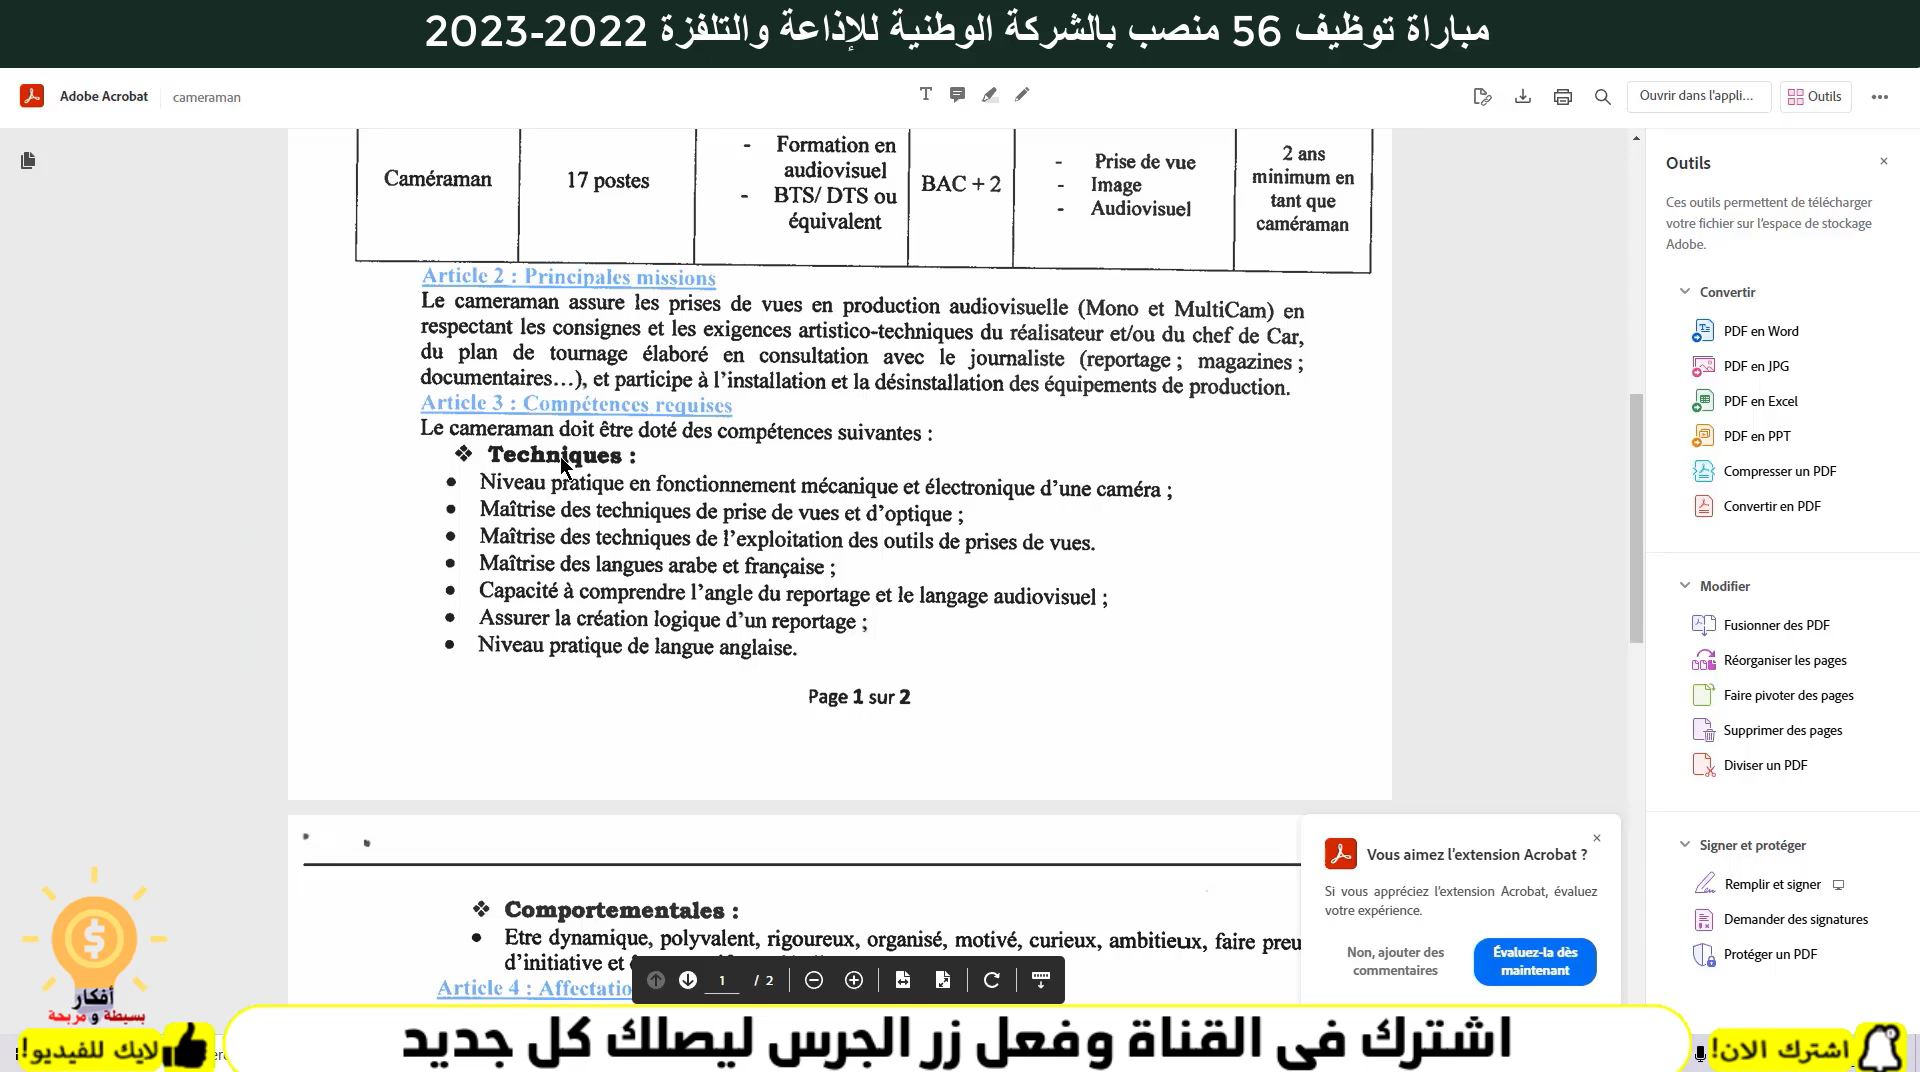 مباراة توظيف 56 منصب بالشركة الوطنية للإذاعة والتلفزة 2022-2023
Adobe Acrobat
cameraman
Ouvrir dans l'appli...
Outils
Caméraman
17 postes
- Formation en
audiovisuel
- BTS/ DTS ou
équivalent
BAC + 2
- Prise de vue
- Image
- Audiovisuel
2 ans
minimum en
tant que
caméraman
Article 2 : Principales missions
Le cameraman assure les prises de vues en production audiovisuelle (Mono et MultiCam) en
respectant les consignes et les exigences artistico-techniques du réalisateur et/ou du chef de Car,
du plan de tournage élaboré en consultation avec le journaliste (reportage ; magazines ;
documentaires…), et participe à l'installation et la désinstallation des équipements de production.
Article 3 : Compétences requises
Le cameraman doit être doté des compétences suivantes :
❖ Techniques :
• Niveau pratique en fonctionnement mécanique et électronique d'une caméra ;
• Maîtrise des techniques de prise de vues et d'optique ;
• Maîtrise des techniques de l'exploitation des outils de prises de vues.
• Maîtrise des langues arabe et française ;
• Capacité à comprendre l'angle du reportage et le langage audiovisuel ;
• Assurer la création logique d'un reportage ;
• Niveau pratique de langue anglaise.
Page 1 sur 2
❖ Comportementales :
• Etre dynamique, polyvalent, rigoureux, organisé, motivé, curieux, ambitieux, faire preu
d'initiative et
Article 4 : Affectatio
1 / 2
Outils
Ces outils permettent de télécharger
votre fichier sur l'espace de stockage
Adobe.
Convertir
PDF en Word
PDF en JPG
PDF en Excel
PDF en PPT
Compresser un PDF
Convertir en PDF
Modifier
Fusionner des PDF
Réorganiser les pages
Faire pivoter des pages
Supprimer des pages
Diviser un PDF
Signer et protéger
Remplir et signer
Demander des signatures
Protéger un PDF
Vous aimez l'extension Acrobat ?
Si vous appréciez l'extension Acrobat, évaluez
votre expérience.
Non, ajouter des
commentaires
Évaluez-la dès
maintenant
أفكار
بسيطة و مربحة
لايك للفيديو!
اشترك فى القناة وفعل زر الجرس ليصلك كل جديد
اشترك الان!